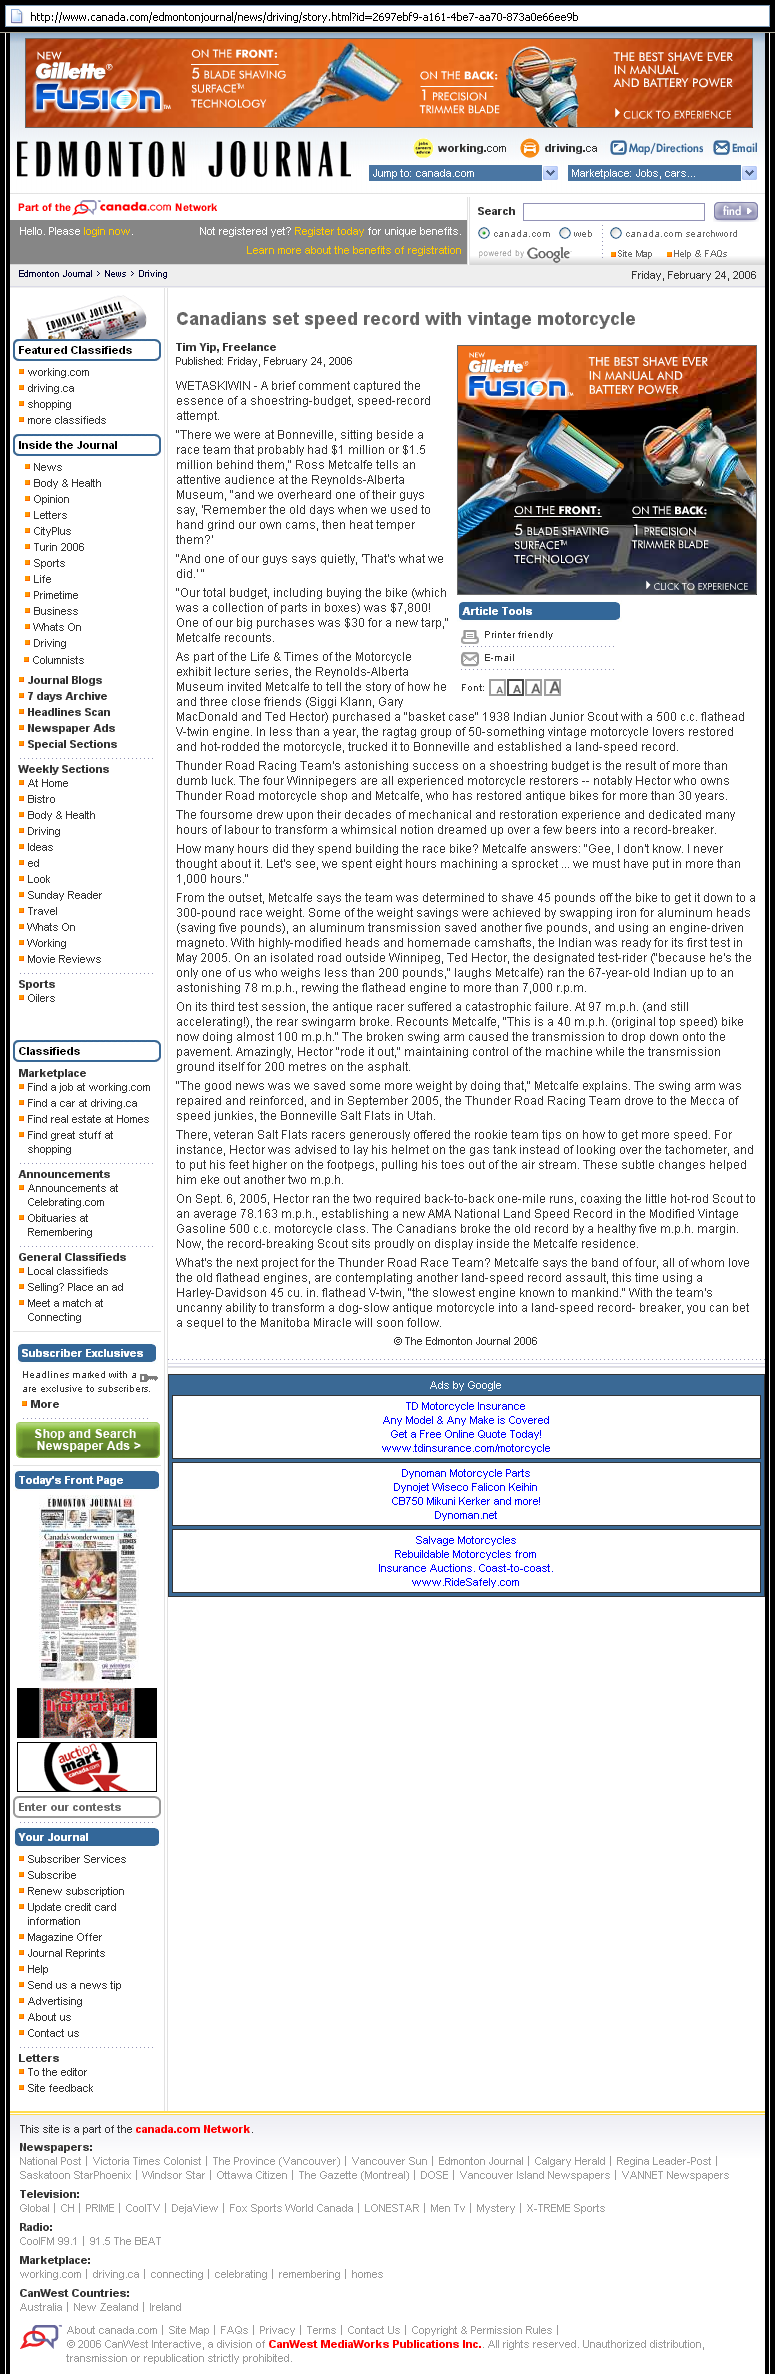 http://www.canada.com/edmontonjournal/news/driving/story.html?id=2697ebf9-a161-4be7-aa70-873a0e66ee9b
NEW
Gillette
FUSION
ON THE FRONT:
5 BLADE SHAVING
SURFACE™
TECHNOLOGY
ON THE BACK:
1 PRECISION
TRIMMER BLADE
THE BEST SHAVE EVER
IN MANUAL
AND BATTERY POWER
CLICK TO EXPERIENCE
EDMONTON JOURNAL
working.com driving.ca Map/Directions Email
Jump to: canada.com Marketplace: Jobs, cars...
Part of the canada.com Network
Hello. Please login now. Not registered yet? Register today for unique benefits.
Learn more about the benefits of registration
Search find
canada.com web canada.com searchword
powered by Google Site Map Help & FAQs
Edmonton Journal > News > Driving
Friday, February 24, 2006
EDMONTON JOURNAL
Featured Classifieds
working.com
driving.ca
shopping
more classifieds
Inside the Journal
News
Body & Health
Opinion
Letters
CityPlus
Turin 2006
Sports
Life
Primetime
Business
Whats On
Driving
Columnists
Journal Blogs
7 days Archive
Headlines Scan
Newspaper Ads
Special Sections
Weekly Sections
At Home
Bistro
Body & Health
Driving
Ideas
ed
Look
Sunday Reader
Travel
Whats On
Working
Movie Reviews
Sports
Oilers
Classifieds
Marketplace
Find a job at working.com
Find a car at driving.ca
Find real estate at Homes
Find great stuff at
shopping
Announcements
Announcements at
Celebrating.com
Obituaries at
Remembering
General Classifieds
Local classifieds
Selling? Place an ad
Meet a match at
Connecting
Subscriber Exclusives
Headlines marked with a
are exclusive to subscribers.
More
Shop and Search
Newspaper Ads >
Today's Front Page
EDMONTON JOURNAL
Canada's wonder women
Sports Illustrated
auction
mart
canada.com
Enter our contests
Your Journal
Subscriber Services
Subscribe
Renew subscription
Update credit card
information
Magazine Offer
Journal Reprints
Help
Send us a news tip
Advertising
About us
Contact us
Letters
To the editor
Site feedback
Canadians set speed record with vintage motorcycle
Tim Yip, Freelance
Published: Friday, February 24, 2006
WETASKIWIN - A brief comment captured the
essence of a shoestring-budget, speed-record
attempt.
"There we were at Bonneville, sitting beside a
race team that probably had $1 million or $1.5
million behind them," Ross Metcalfe tells an
attentive audience at the Reynolds-Alberta
Museum, "and we overheard one of their guys
say, 'Remember the old days when we used to
hand grind our own cams, then heat temper
them?'
"And one of our guys says quietly, 'That's what we
did.' "
"Our total budget, including buying the bike (which
was a collection of parts in boxes) was $7,800!
One of our big purchases was $30 for a new tarp,"
Metcalfe recounts.
As part of the Life & Times of the Motorcycle
exhibit lecture series, the Reynolds-Alberta
Museum invited Metcalfe to tell the story of how he
and three close friends (Siggi Klann, Gary
MacDonald and Ted Hector) purchased a "basket case" 1938 Indian Junior Scout with a 500 c.c. flathead
V-twin engine. In less than a year, the ragtag group of 50-something vintage motorcycle lovers restored
and hot-rodded the motorcycle, trucked it to Bonneville and established a land-speed record.
Thunder Road Racing Team's astonishing success on a shoestring budget is the result of more than
dumb luck. The four Winnipegers are all experienced motorcycle restorers -- notably Hector who owns
Thunder Road motorcycle shop and Metcalfe, who has restored antique bikes for more than 30 years.
The foursome drew upon their decades of mechanical and restoration experience and dedicated many
hours of labour to transform a whimsical notion dreamed up over a few beers into a record-breaker.
How many hours did they spend building the race bike? Metcalfe answers: "Gee, I don't know. I never
thought about it. Let's see, we spent eight hours machining a sprocket ... we must have put in more than
1,000 hours."
From the outset, Metcalfe says the team was determined to shave 45 pounds off the bike to get it down to a
300-pound race weight. Some of the weight savings were achieved by swapping iron for aluminum heads
(saving five pounds), an aluminum transmission saved another five pounds, and using an engine-driven
magneto. With highly-modified heads and homemade camshafts, the Indian was ready for its first test in
May 2005. On an isolated road outside Winnipeg, Ted Hector, the designated test-rider ("because he's the
only one of us who weighs less than 200 pounds," laughs Metcalfe) ran the 67-year-old Indian up to an
astonishing 78 m.p.h., revving the flathead engine to more than 7,000 r.p.m.
On its third test session, the antique racer suffered a catastrophic failure. At 97 m.p.h. (and still
accelerating!), the rear swingarm broke. Recounts Metcalfe, "This is a 40 m.p.h. (original top speed) bike
now doing almost 100 m.p.h." The broken swing arm caused the transmission to drop down onto the
pavement. Amazingly, Hector "rode it out," maintaining control of the machine while the transmission
ground itself for 200 metres on the asphalt.
"The good news was we saved some more weight by doing that," Metcalfe explains. The swing arm was
repaired and reinforced, and in September 2005, the Thunder Road Racing Team drove to the Mecca of
speed junkies, the Bonneville Salt Flats in Utah.
There, veteran Salt Flats racers generously offered the rookie team tips on how to get more speed. For
instance, Hector was advised to lay his helmet on the gas tank instead of looking over the tachometer, and
to put his feet higher on the footpegs, pulling his toes out of the air stream. These subtle changes helped
him eke out another two m.p.h.
On Sept. 6, 2005, Hector ran the two required back-to-back one-mile runs, coaxing the little hot-rod Scout to
an average 78.163 m.p.h., establishing a new AMA National Land Speed Record in the Modified Vintage
Gasoline 500 c.c. motorcycle class. The Canadians broke the old record by a healthy five m.p.h. margin.
Now, the record-breaking Scout sits proudly on display inside the Metcalfe residence.
What's the next project for the Thunder Road Race Team? Metcalfe says the band of four, all of whom love
the old flathead engines, are contemplating another land-speed record assault, this time using a
Harley-Davidson 45 cu. in. flathead V-twin, "the slowest engine known to mankind." With the team's
uncanny ability to transform a dog-slow antique motorcycle into a land-speed record- breaker, you can bet
a sequel to the Manitoba Miracle will soon follow.
© The Edmonton Journal 2006
NEW
Gillette
FUSION
THE BEST SHAVE EVER
IN MANUAL AND
BATTERY POWER
ON THE FRONT:
5 BLADE SHAVING
SURFACE™
TECHNOLOGY
ON THE BACK:
1 PRECISION
TRIMMER BLADE
CLICK TO EXPERIENCE
Article Tools
Printer friendly
E-mail
Font: A A A A
Ads by Google
TD Motorcycle Insurance
Any Model & Any Make is Covered
Get a Free Online Quote Today!
www.tdinsurance.com/motorcycle
Dynoman Motorcycle Parts
Dynojet Wiseco Falicon Keihin
CB750 Mikuni Kerker and more!
Dynoman.net
Salvage Motorcycles
Rebuildable Motorcycles from
Insurance Auctions. Coast-to-coast.
www.RideSafely.com
This site is a part of the canada.com Network.
Newspapers:
National Post | Victoria Times Colonist | The Province (Vancouver) | Vancouver Sun | Edmonton Journal | Calgary Herald | Regina Leader-Post |
Saskatoon StarPhoenix | Windsor Star | Ottawa Citizen | The Gazette (Montreal) | DOSE | Vancouver Island Newspapers | VANNET Newspapers
Television:
Global | CH | PRIME | CoolTV | DejaView | Fox Sports World Canada | LONESTAR | Men Tv | Mystery | X-TREME Sports
Radio:
CoolFM 99.1 | 91.5 The BEAT
Marketplace:
working.com | driving.ca | connecting | celebrating | remembering | homes
CanWest Countries:
Australia | New Zealand | Ireland
About canada.com | Site Map | FAQs | Privacy | Terms | Contact Us | Copyright & Permission Rules |
© 2006 CanWest Interactive, a division of CanWest MediaWorks Publications Inc.. All rights reserved. Unauthorized distribution,
transmission or republication strictly prohibited.